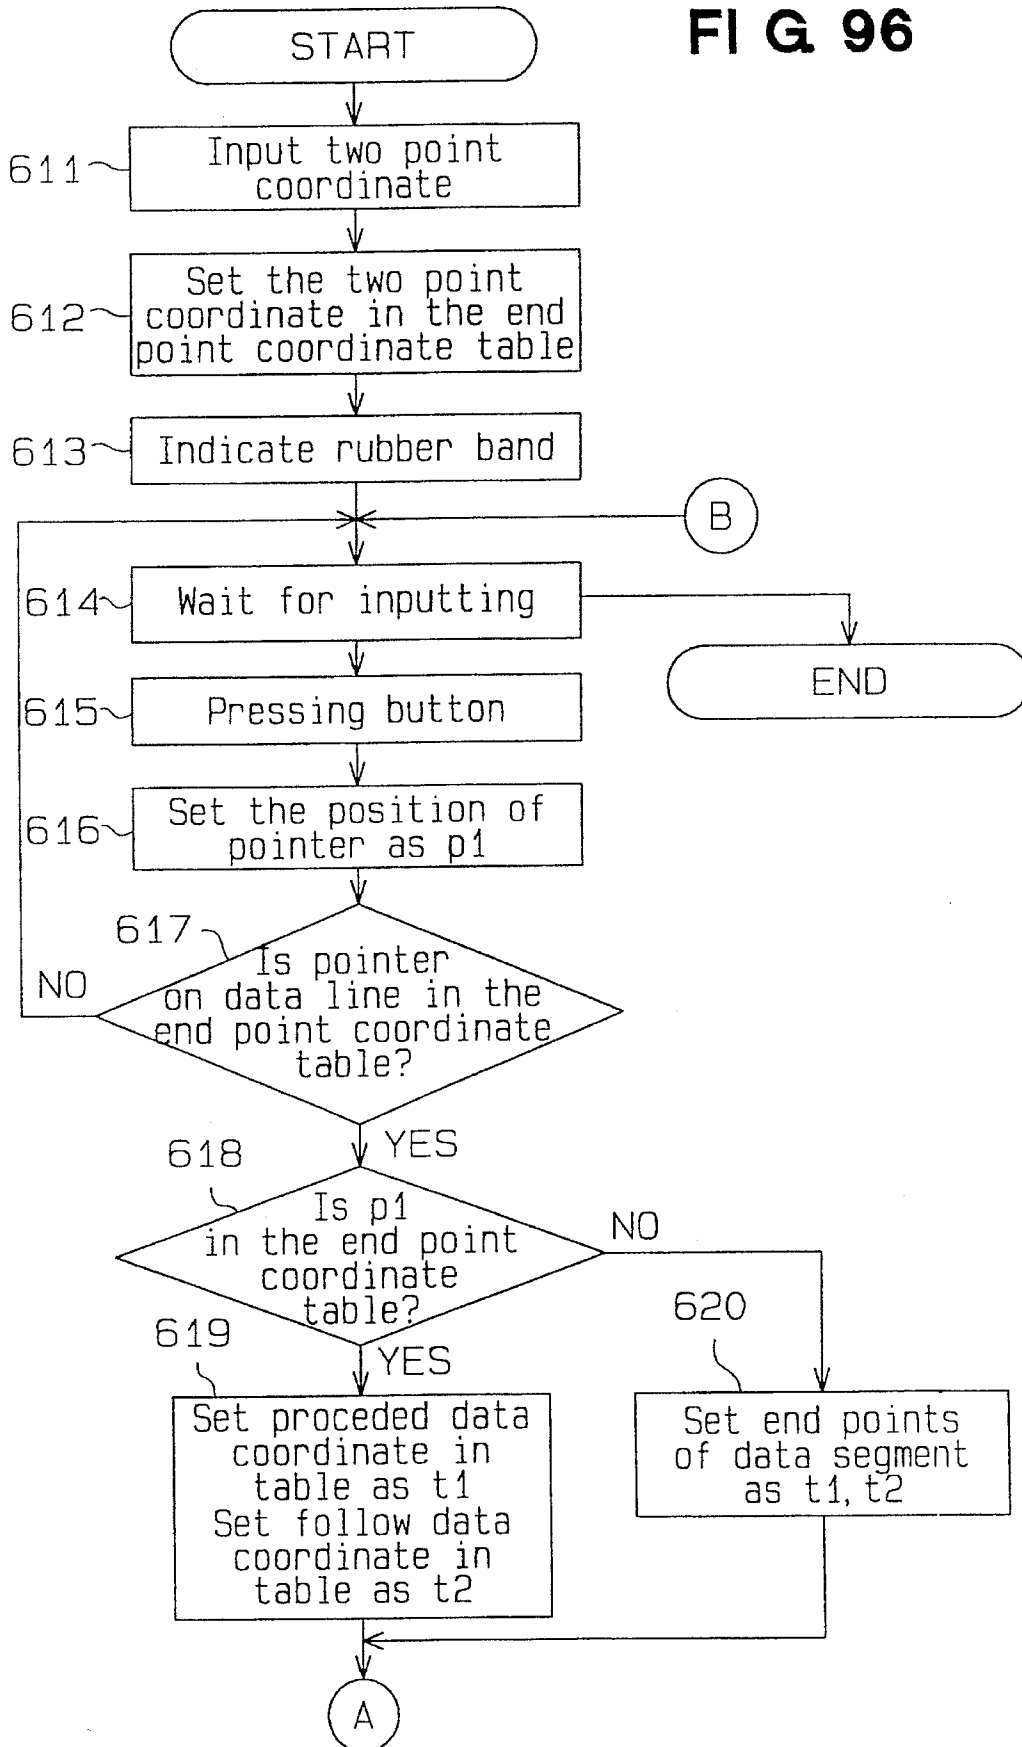 FIG 96
START
611
Input two point
coordinate
612
Set the two point
coordinate in the end
point coordinate table
613
Indicate rubber band
B
614
Wait for inputting
END
615
Pressing button
616
Set the position of
pointer as p1
617
NO
Is pointer
on data line in the
end point coordinate
table?
YES
618
Is p1
in the end point
coordinate
table?
NO
619
YES
620
Set proceded data
coordinate in
table as t1
Set follow data
coordinate in
table as t2
Set end points
of data segment
as t1, t2
A